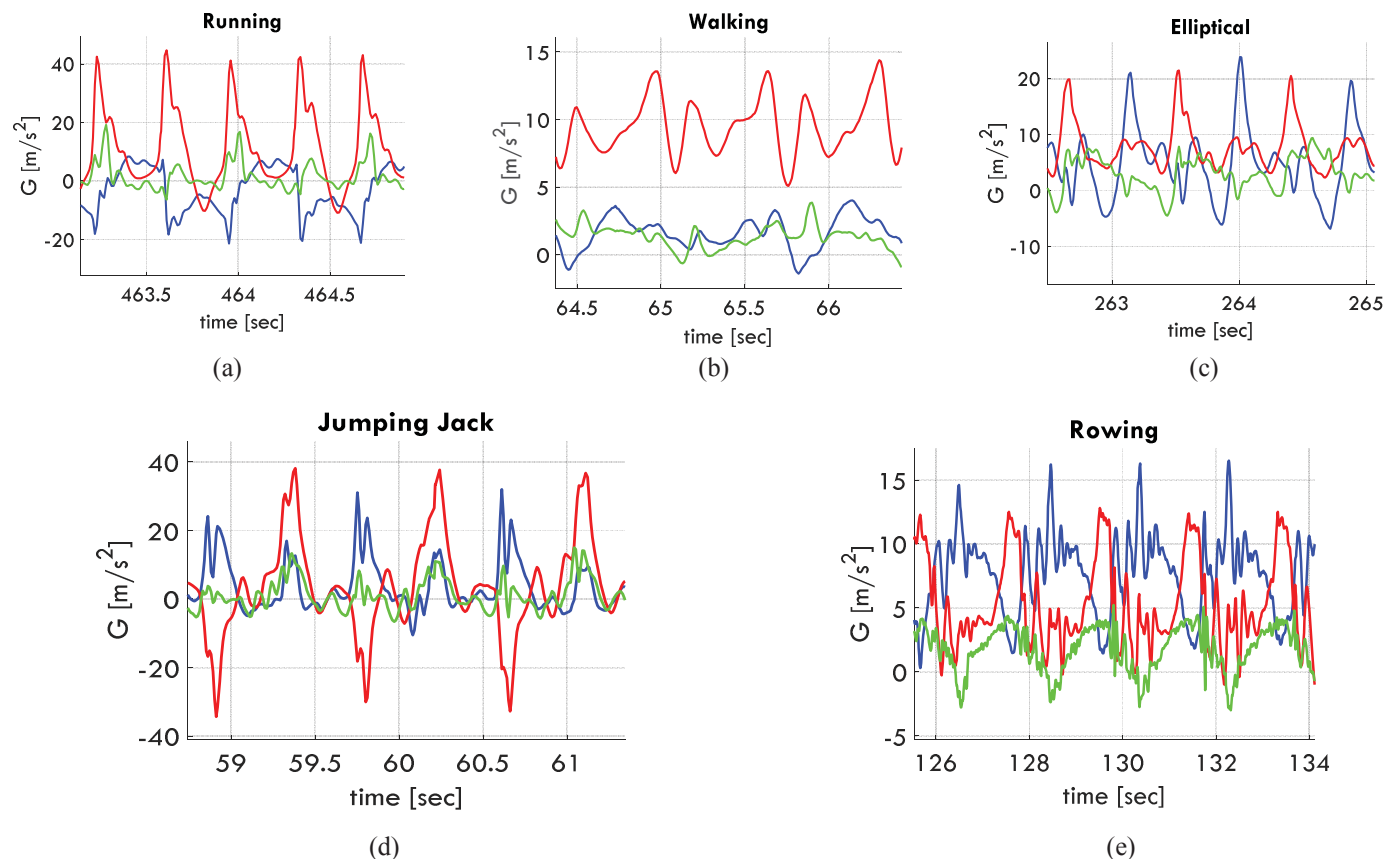 Running
40
20
0
-20
G [m/s²]
463.5 464 464.5
time [sec]
(a)
Walking
15
10
5
0
G [m/s²]
64.5 65 65.5 66
time [sec]
(b)
Elliptical
20
10
0
-10
G [m/s²]
263 264 265
time [sec]
(c)
Jumping Jack
40
20
0
-20
-40
G [m/s²]
59 59.5 60 60.5 61
time [sec]
(d)
Rowing
15
10
5
0
-5
G [m/s²]
126 128 130 132 134
time [sec]
(e)